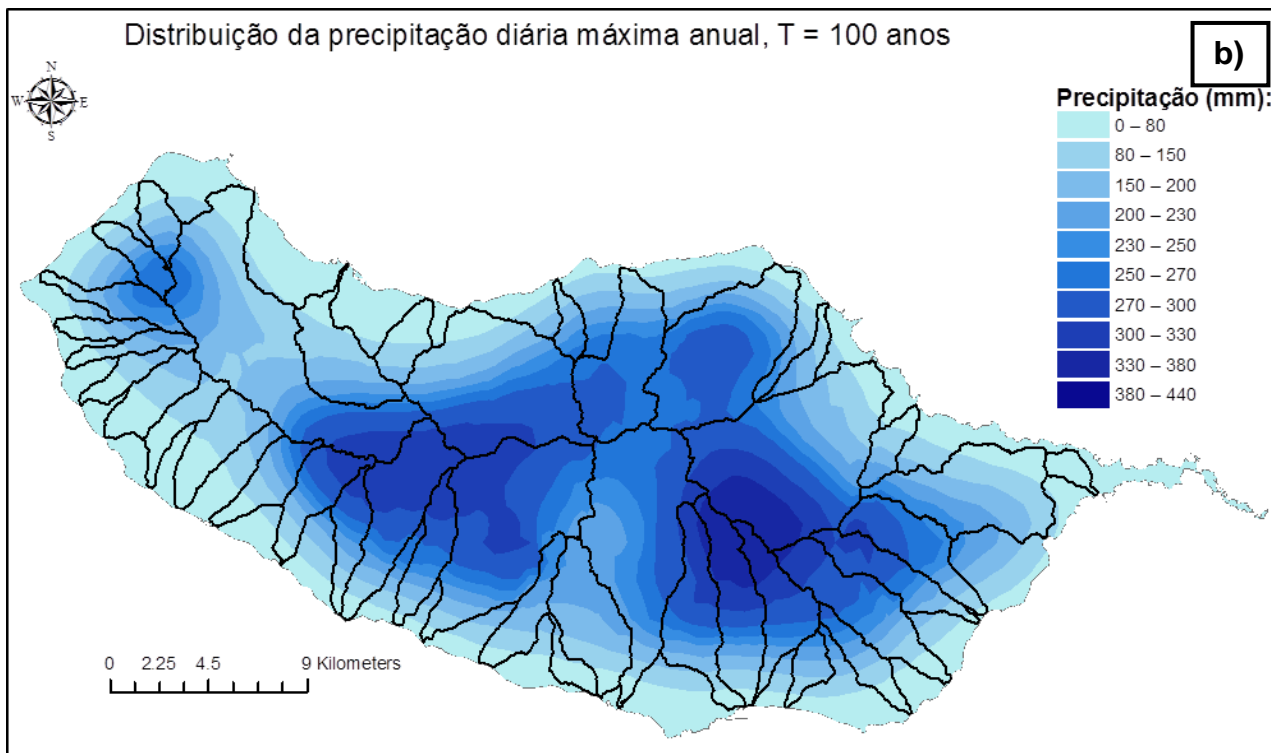 Distribuição da precipitação diária máxima anual, T = 100 anos
b)
N
W E
S
Precipitação (mm):
0 – 80
80 – 150
150 – 200
200 – 230
230 – 250
250 – 270
270 – 300
300 – 330
330 – 380
380 – 440
0 2.25 4.5 9 Kilometers